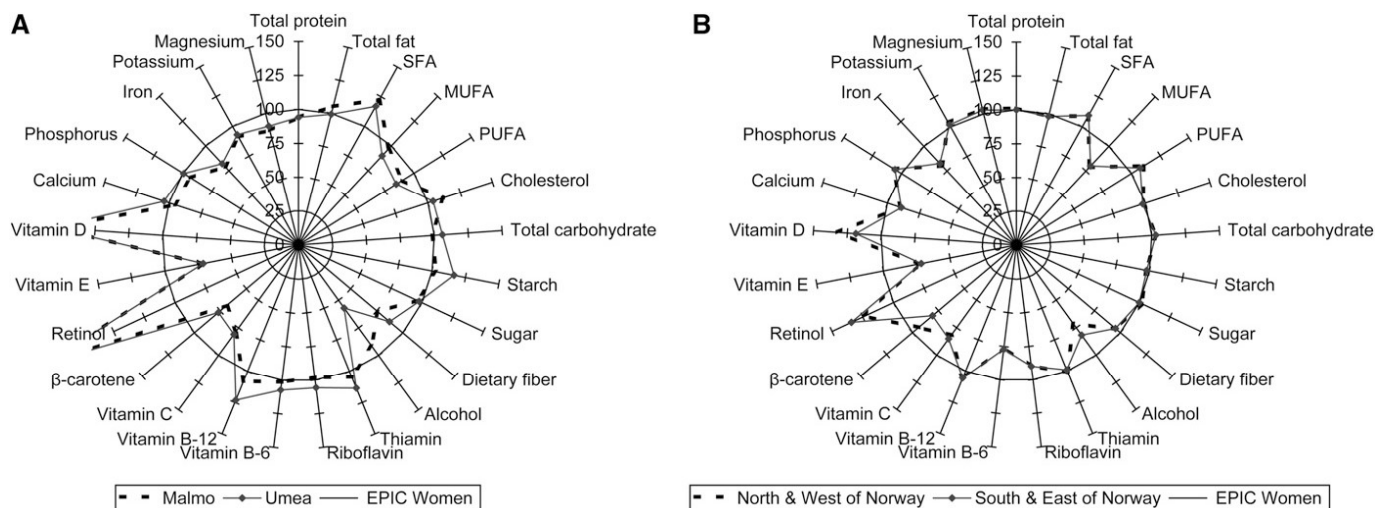 A
Total protein
150
125
100
75
50
25
0
Total fat
SFA
MUFA
PUFA
Cholesterol
Total carbohydrate
Starch
Sugar
Dietary fiber
Alcohol
Thiamin
Riboflavin
Vitamin B-6
Vitamin B-12
Vitamin C
β-carotene
Retinol
Vitamin E
Vitamin D
Calcium
Phosphorus
Iron
Potassium
Magnesium
Malmo Umea EPIC Women
B
Total protein
150
125
100
75
50
25
0
Total fat
SFA
MUFA
PUFA
Cholesterol
Total carbohydrate
Starch
Sugar
Dietary fiber
Alcohol
Thiamin
Riboflavin
Vitamin B-6
Vitamin B-12
Vitamin C
β-carotene
Retinol
Vitamin E
Vitamin D
Calcium
Phosphorus
Iron
Potassium
Magnesium
North & West of Norway South & East of Norway EPIC Women